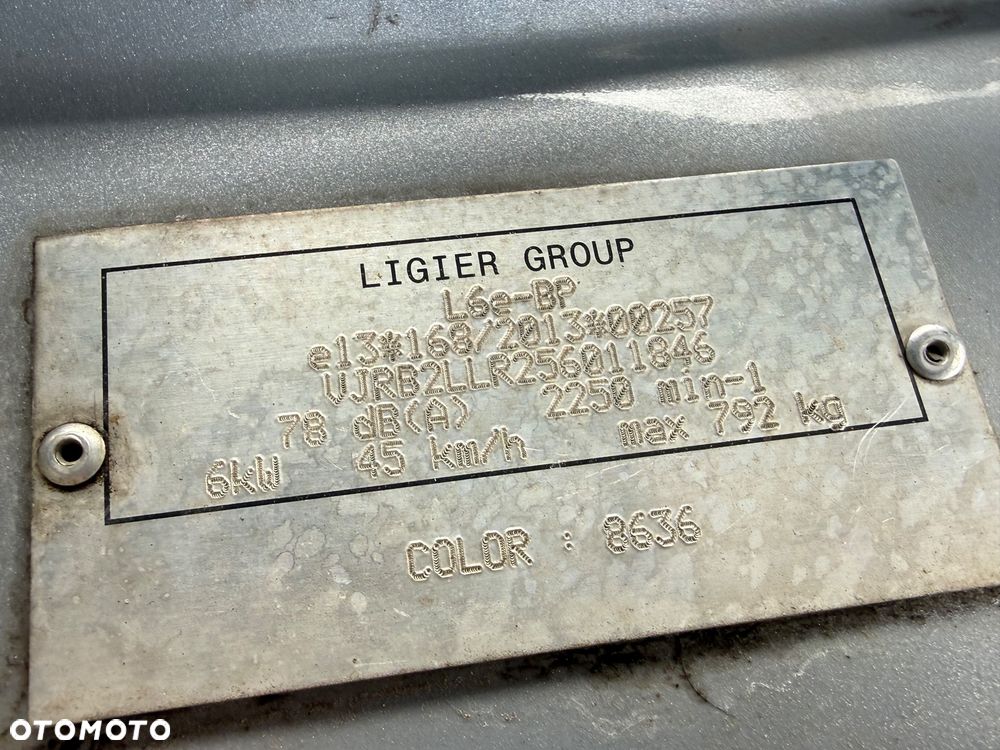 LIGIER GROUP
L6e-BP
e13*168/2013*00257
VJRB2LLR256011846
78 dB(A) 2250 min-1
6kW 45 km/h max 792 kg
COLOR : 8636
OTOMOTO